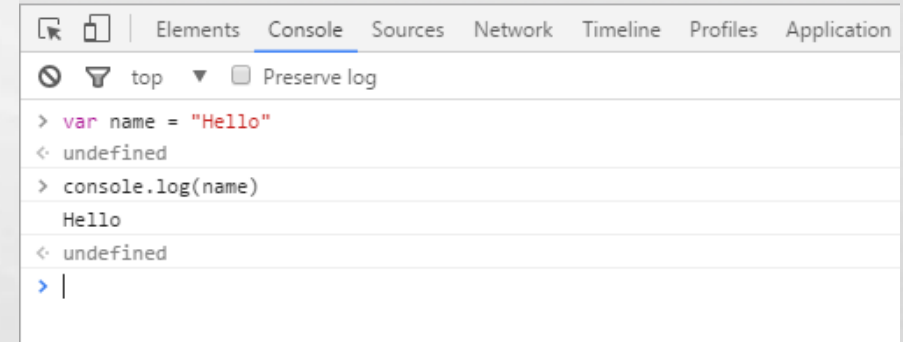 Elements Console Sources Network Timeline Profiles Application
top ▼ Preserve log
> var name = "Hello"
<· undefined
> console.log(name)
Hello
<· undefined
>